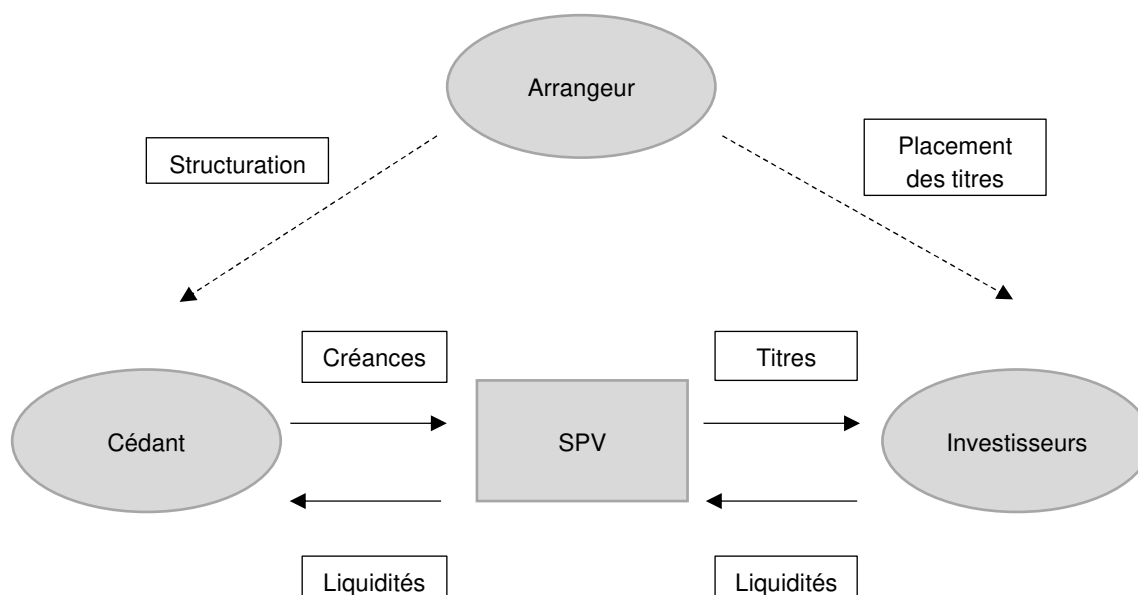 Arrangeur
Structuration
Placement
des titres
Créances
Titres
Cédant
SPV
Investisseurs
Liquidités
Liquidités